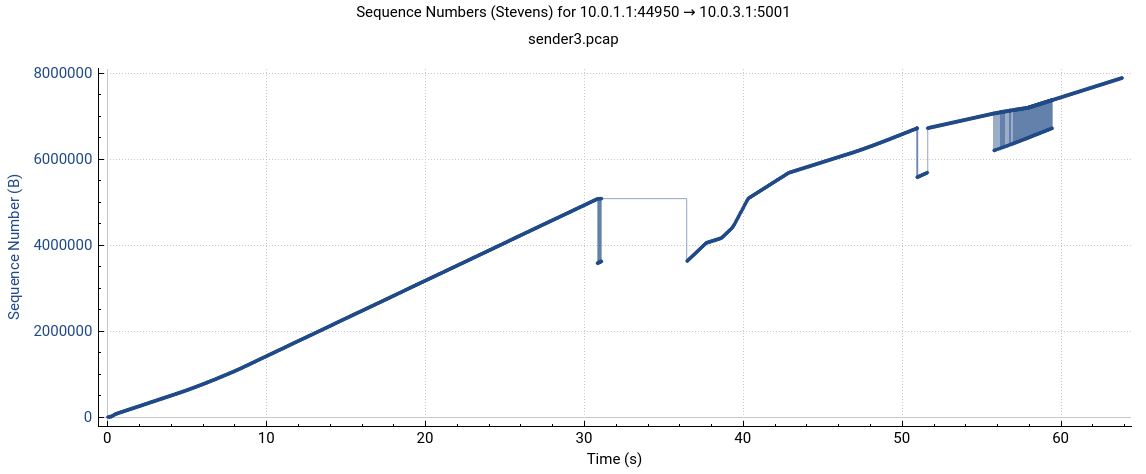 Sequence Numbers (Stevens) for 10.0.1.1:44950 → 10.0.3.1:5001
sender3.pcap
Sequence Number (B)
8000000
6000000
4000000
2000000
0
0 10 20 30 40 50 60
Time (s)